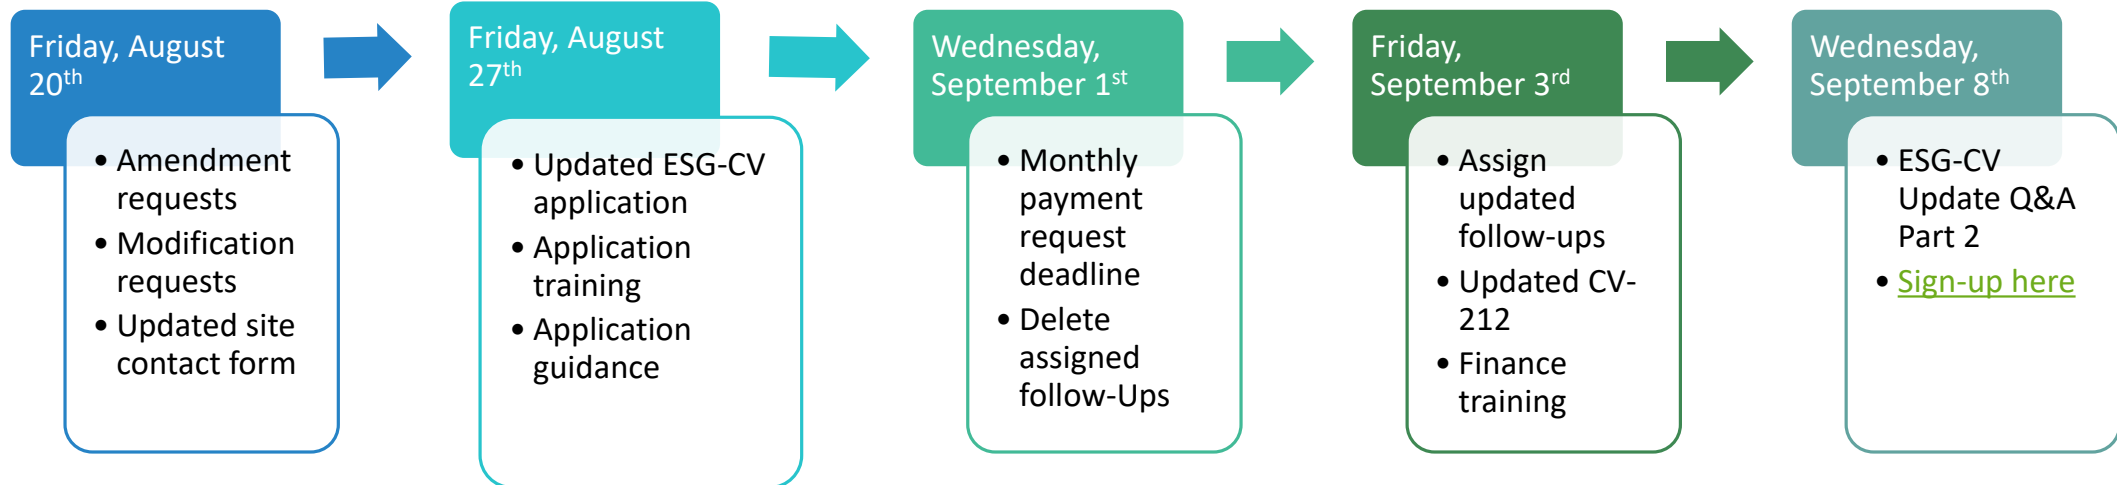 Friday, August
20th
• Amendment
requests
• Modification
requests
• Updated site
contact form
Friday, August
27th
• Updated ESG-CV
application
• Application
training
• Application
guidance
Wednesday,
September 1st
• Monthly
payment
request
deadline
• Delete
assigned
follow-Ups
Friday,
September 3rd
• Assign
updated
follow-ups
• Updated CV-
212
• Finance
training
Wednesday,
September 8th
• ESG-CV
Update Q&A
Part 2
• Sign-up here